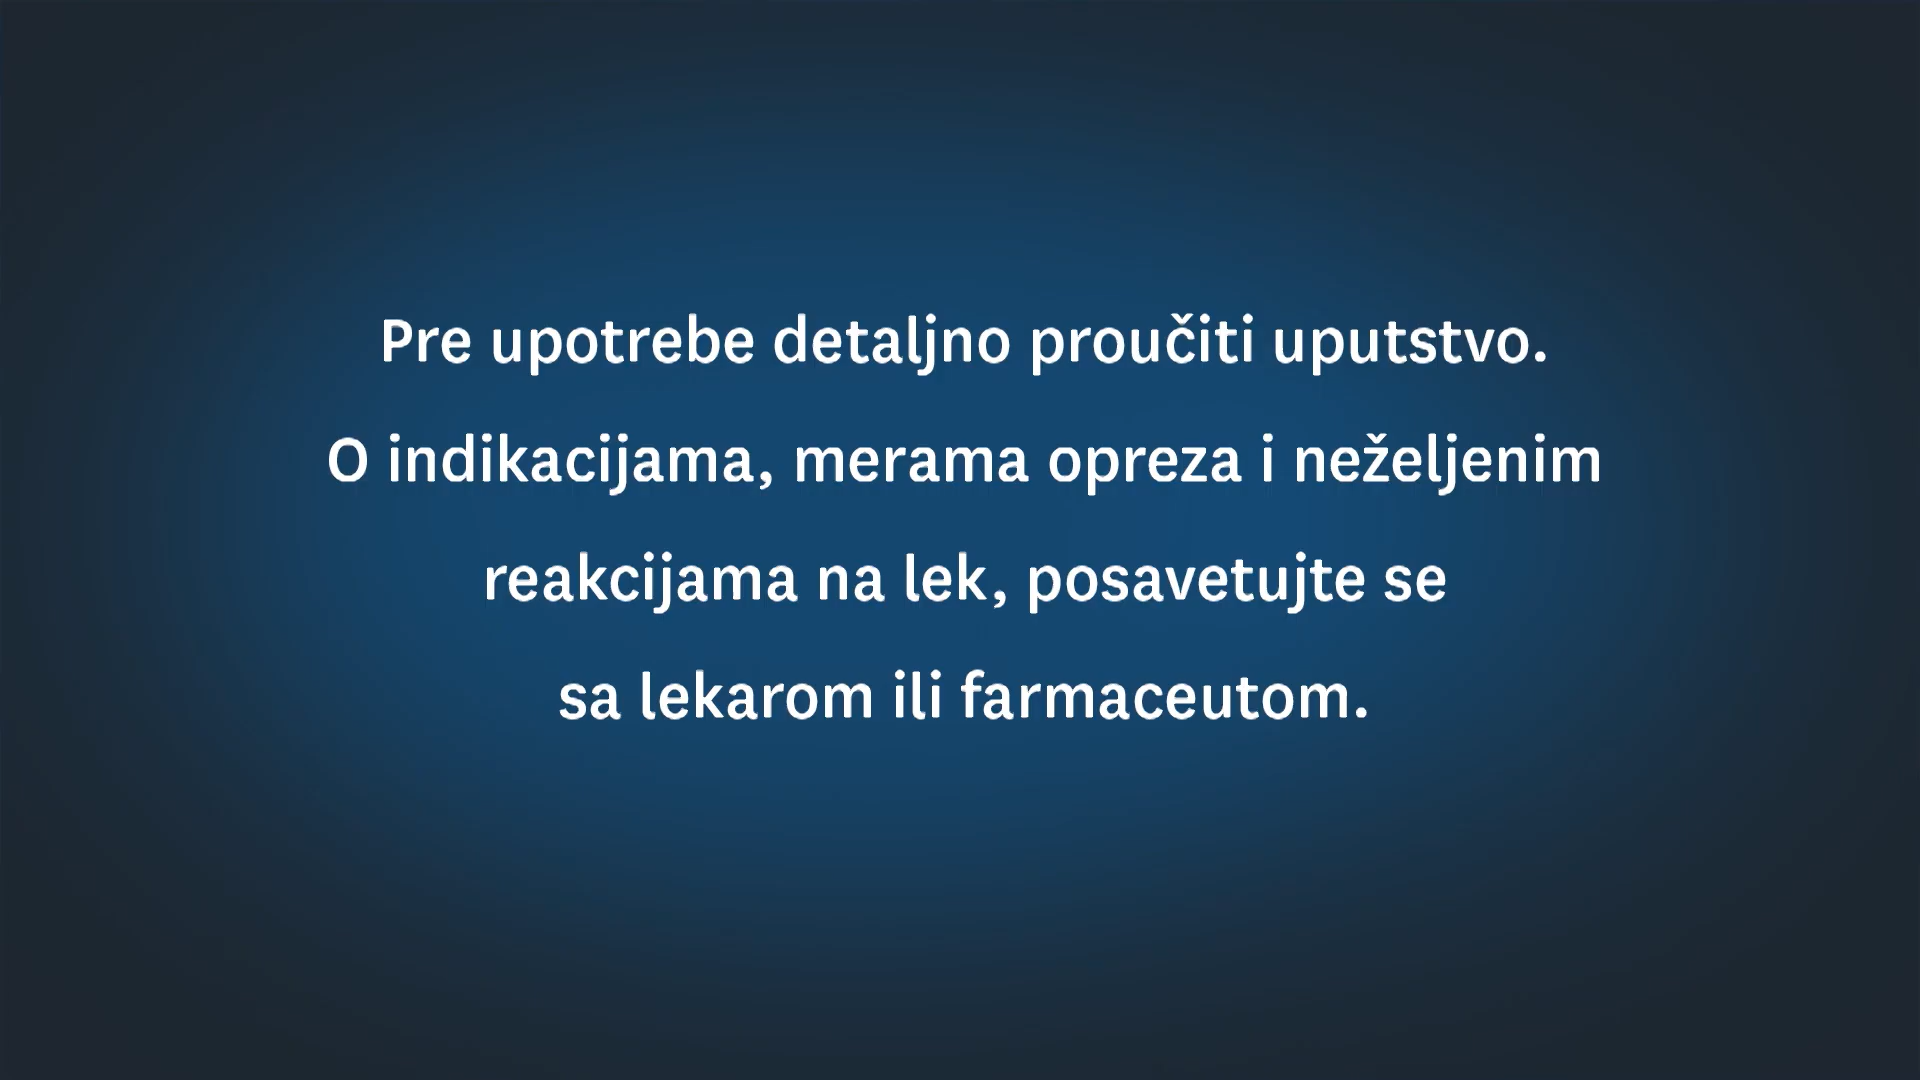 Pre upotrebe detaljno proučiti uputstvo.
O indikacijama, merama opreza i neželjenim
reakcijama na lek, posavetujte se
sa lekarom ili farmaceutom.